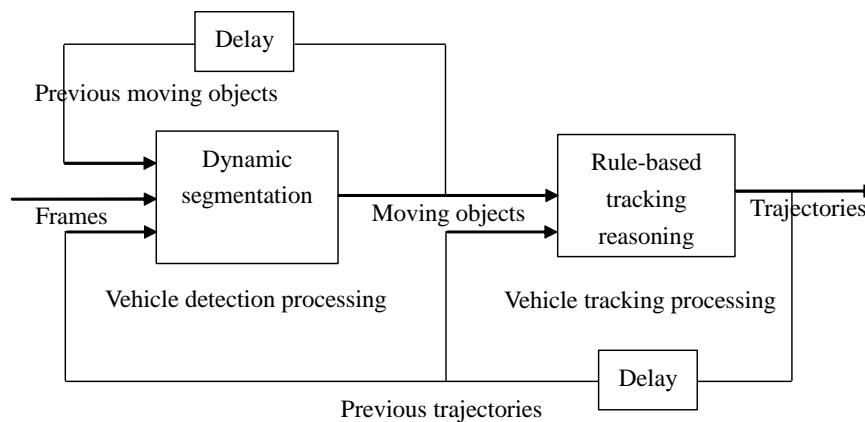 Delay
Previous moving objects
Dynamic
segmentation
Rule-based
tracking
reasoning
Frames
Moving objects
Trajectories
Vehicle detection processing
Vehicle tracking processing
Delay
Previous trajectories